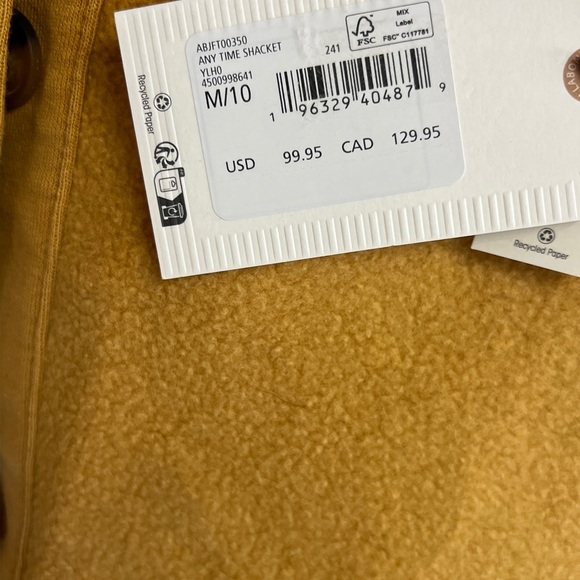 ABJFT00350
ANY TIME SHACKET
241
YLH0
4500998641
M/10
MIX
Label
FSC™ C117781
FSC
1 96329 40487 9
USD 99.95 CAD 129.95
Recycled Paper
Recycled Paper